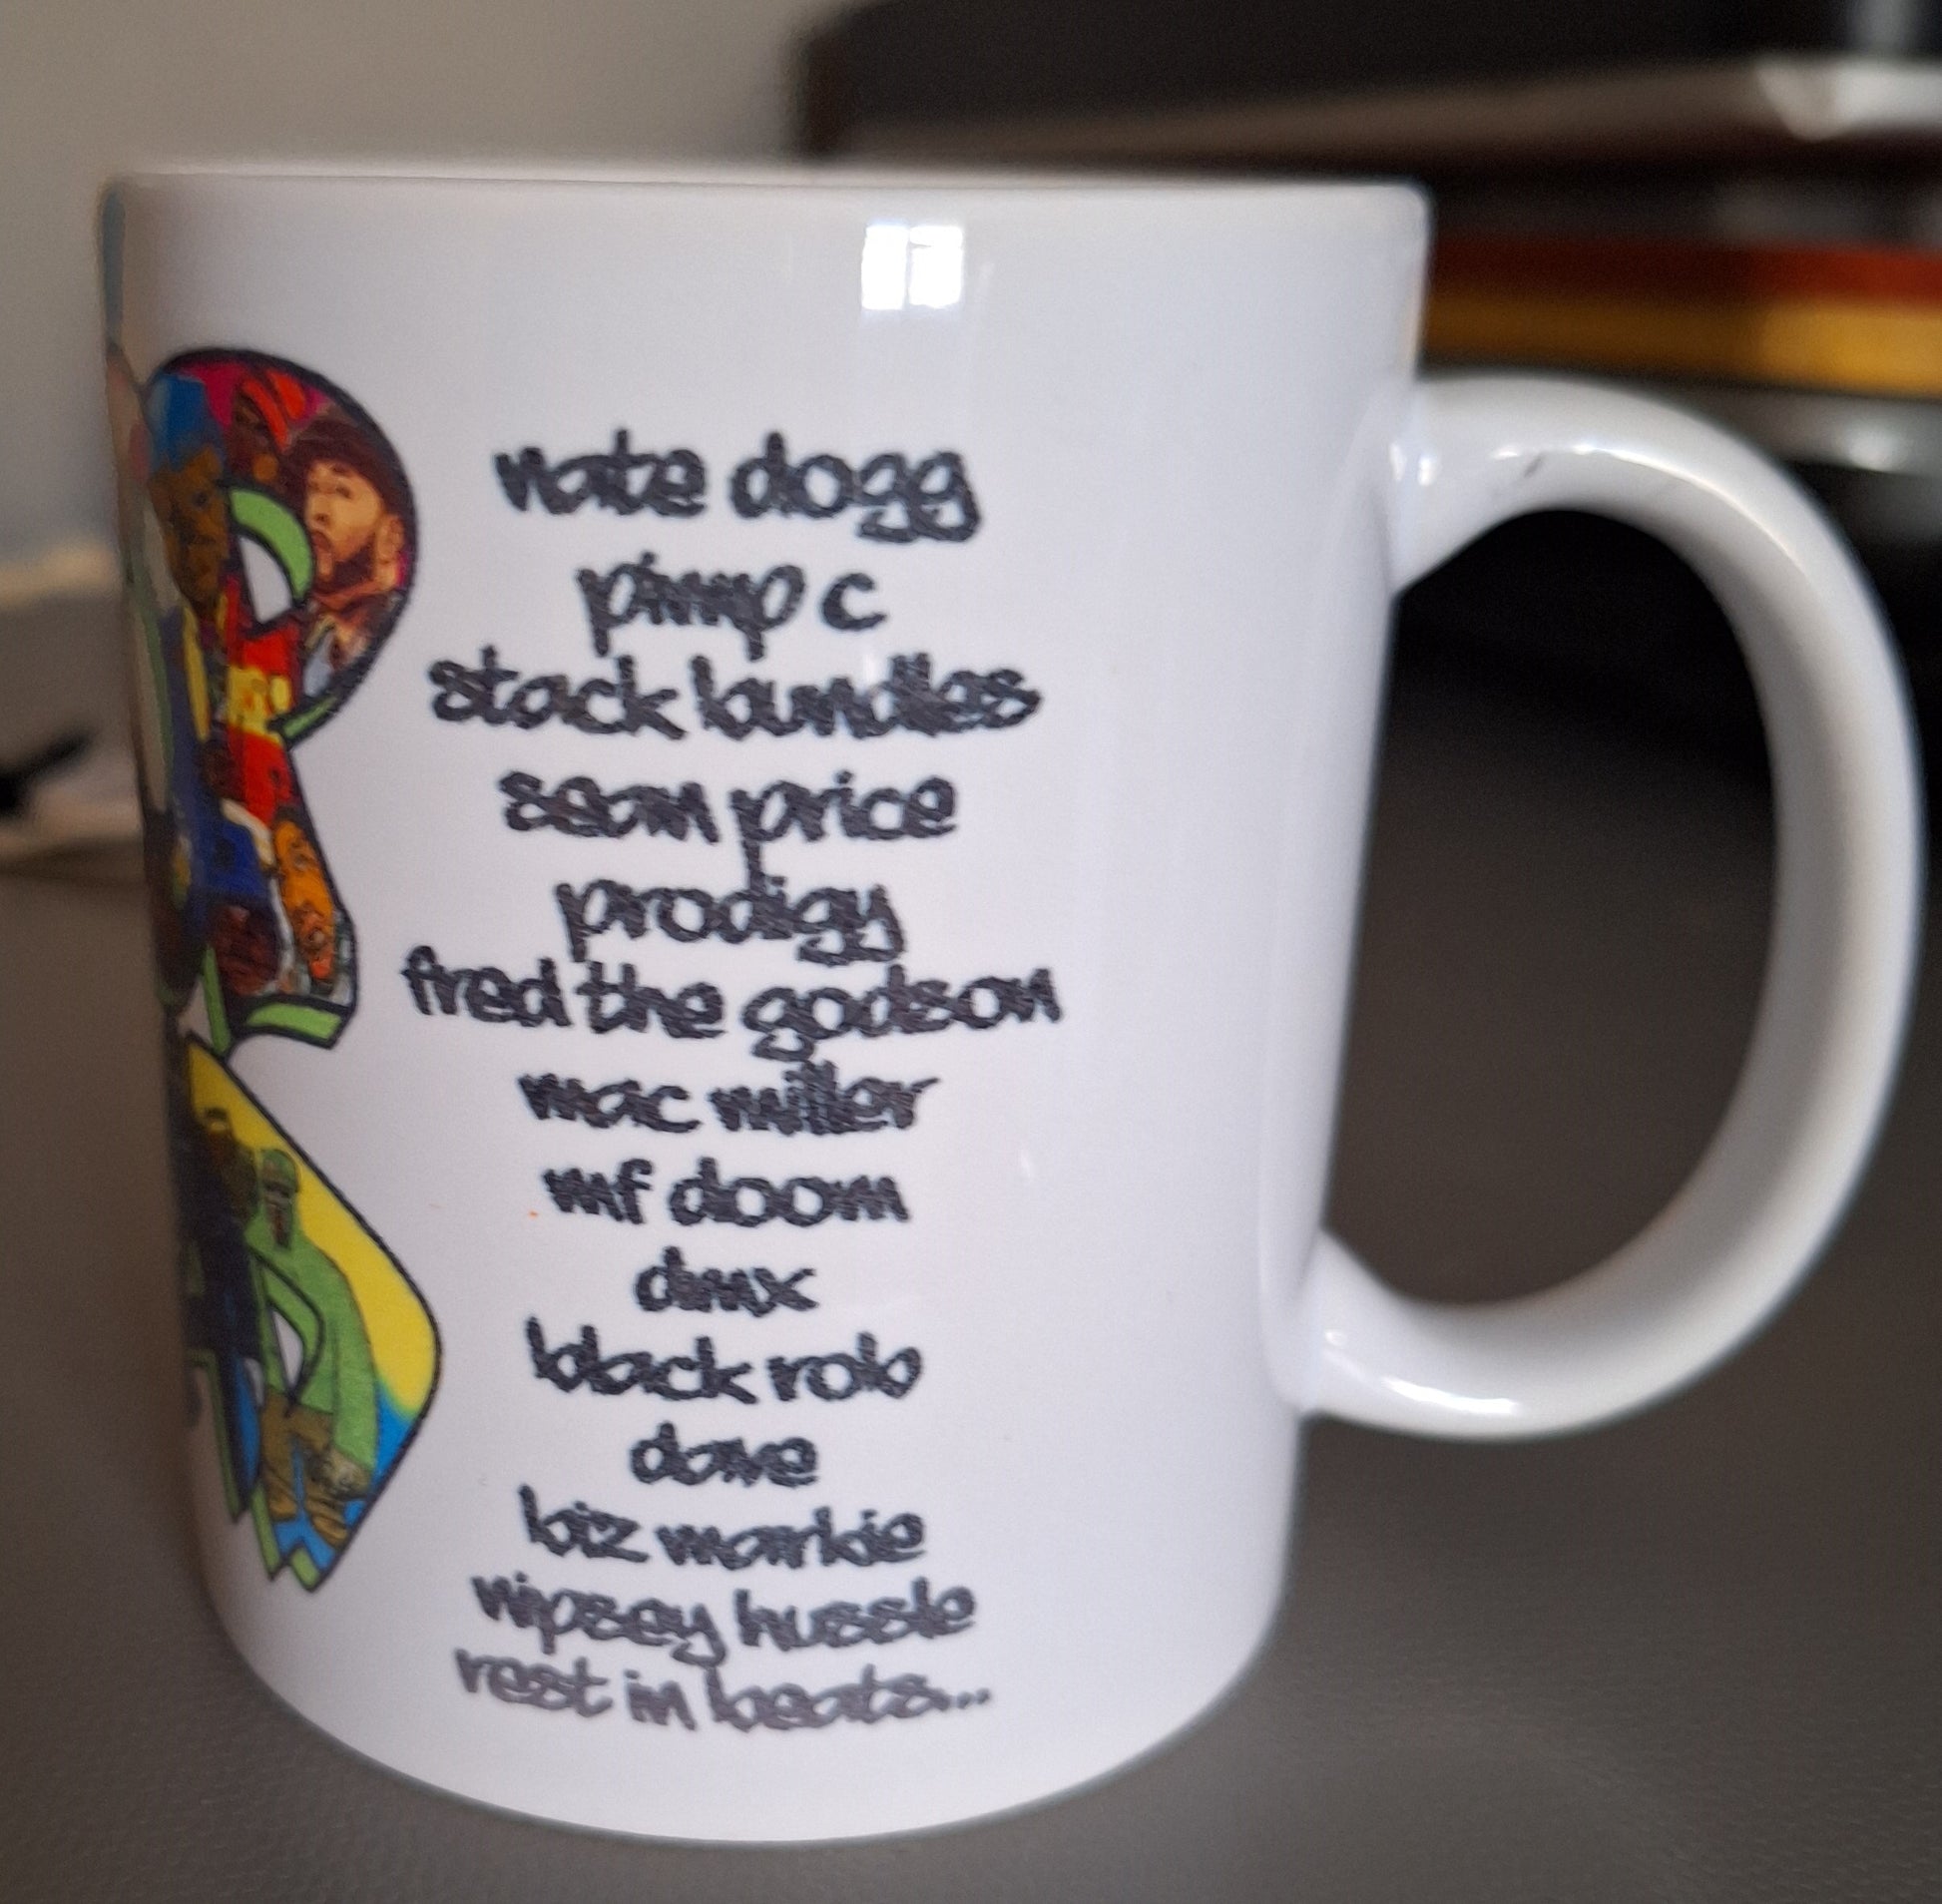 nate dogg
pimp c
stack bundles
sean price
prodigy
fred the godson
mac miller
mf doom
dmx
black rob
dave
biz markie
nipsey hussle
rest in beats...